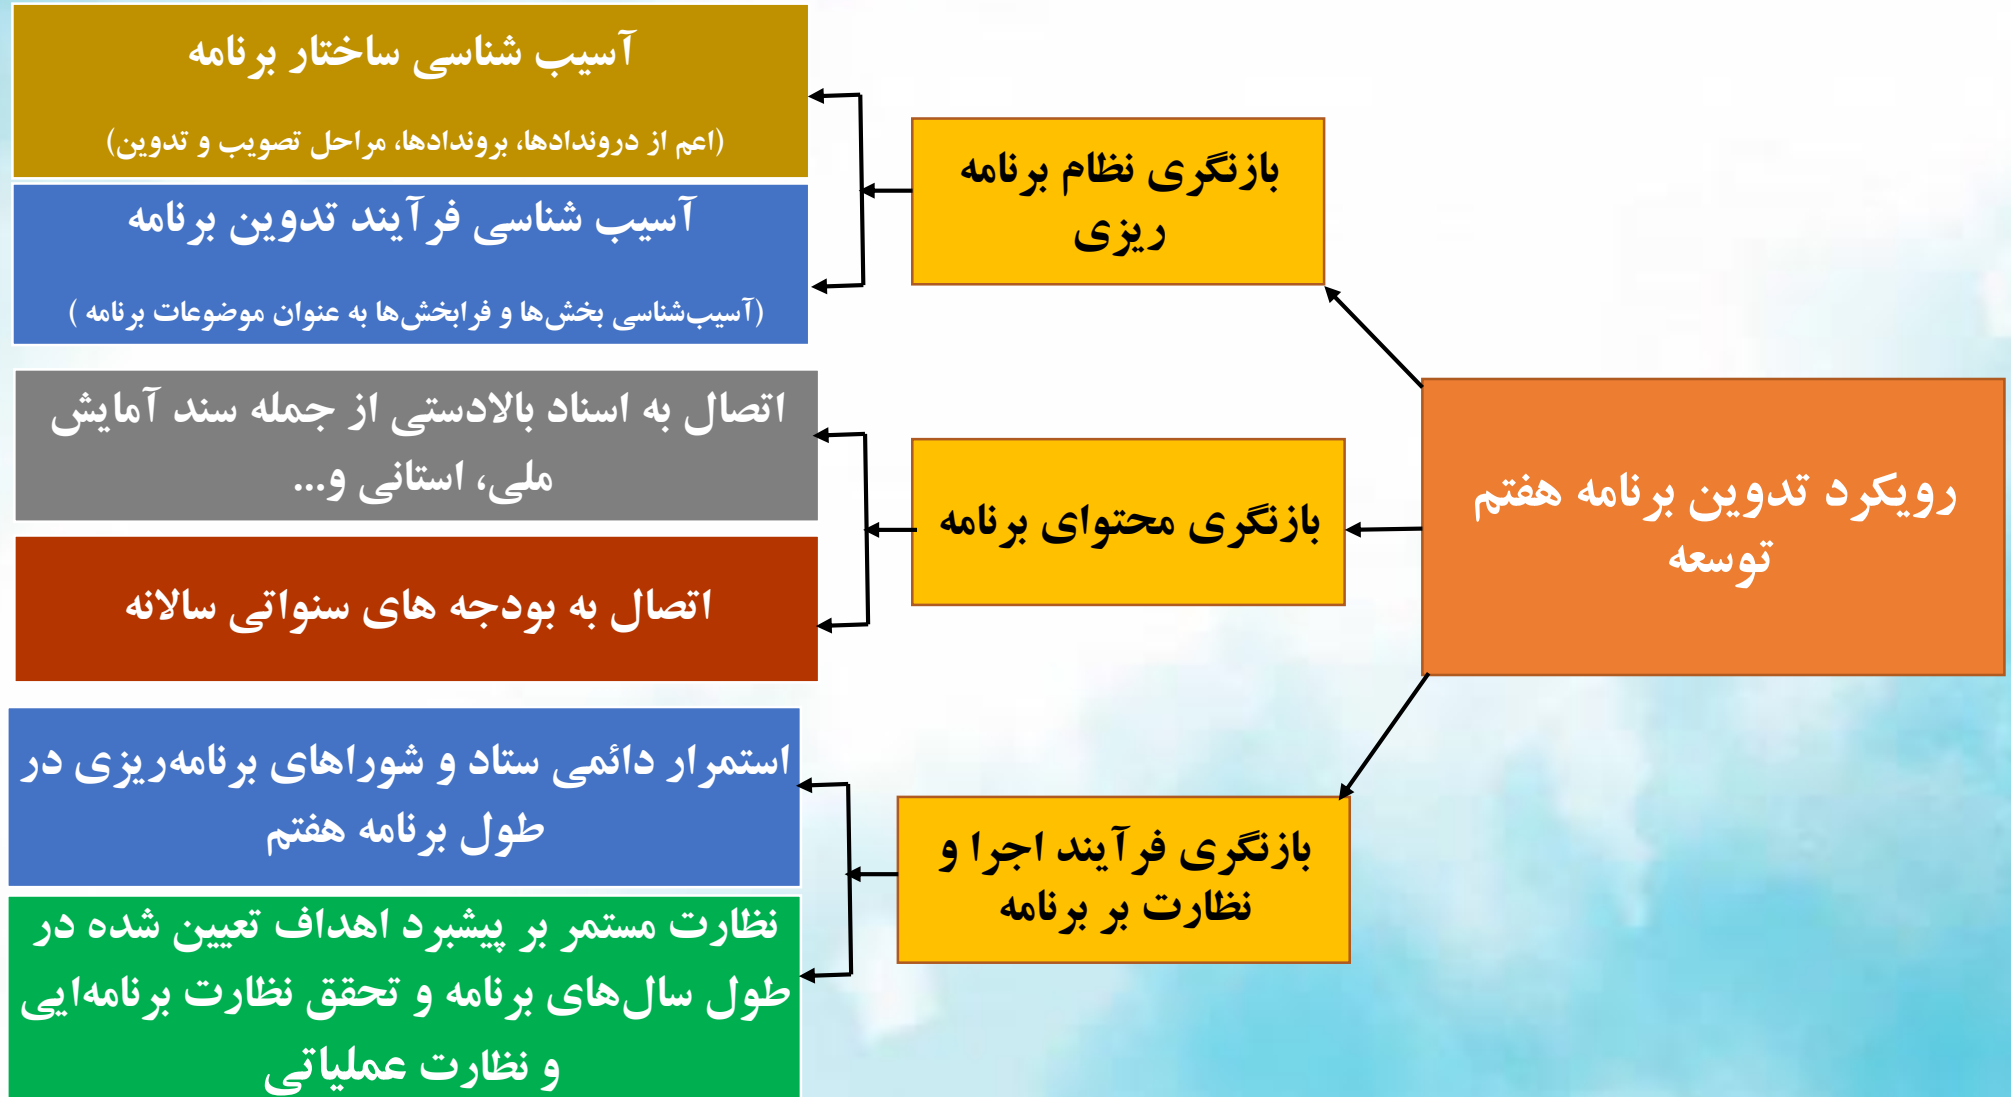 رویکرد تدوین برنامه هفتم
توسعه
بازنگری نظام برنامه
ریزی
آسیب شناسی ساختار برنامه
(اعم از دروندادها، بروندادها، مراحل تصویب و تدوین)
آسیب شناسی فرآیند تدوین برنامه
(آسیب‌شناسی بخش‌ها و فرابخش‌ها به عنوان موضوعات برنامه )
بازنگری محتوای برنامه
اتصال به اسناد بالادستی از جمله سند آمایش
ملی، استانی و...
اتصال به بودجه های سنواتی سالانه
بازنگری فرآیند اجرا و
نظارت بر برنامه
استمرار دائمی ستاد و شوراهای برنامه‌ریزی در
طول برنامه هفتم
نظارت مستمر بر پیشبرد اهداف تعیین شده در
طول سال‌های برنامه و تحقق نظارت برنامه‌ایی
و نظارت عملیاتی